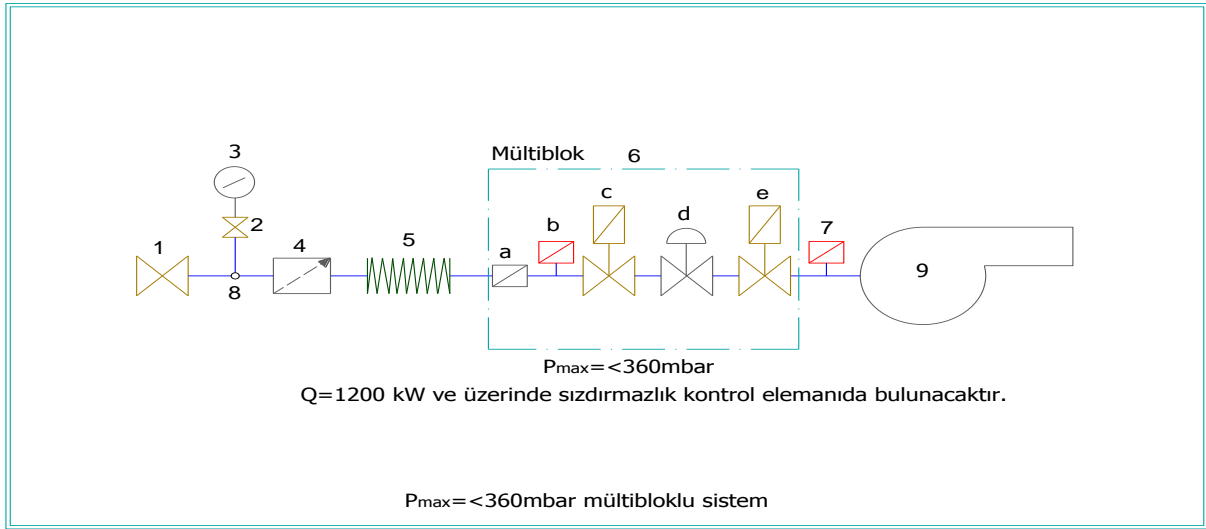 Mültiblok
6
3
c
e
2
b
d
7
1
4
5
a
9
8
Pmax=<360mbar
Q=1200 kW ve üzerinde sızdırmazlık kontrol elemanıda bulunacaktır.
Pmax=<360mbar mültibloklu sistem